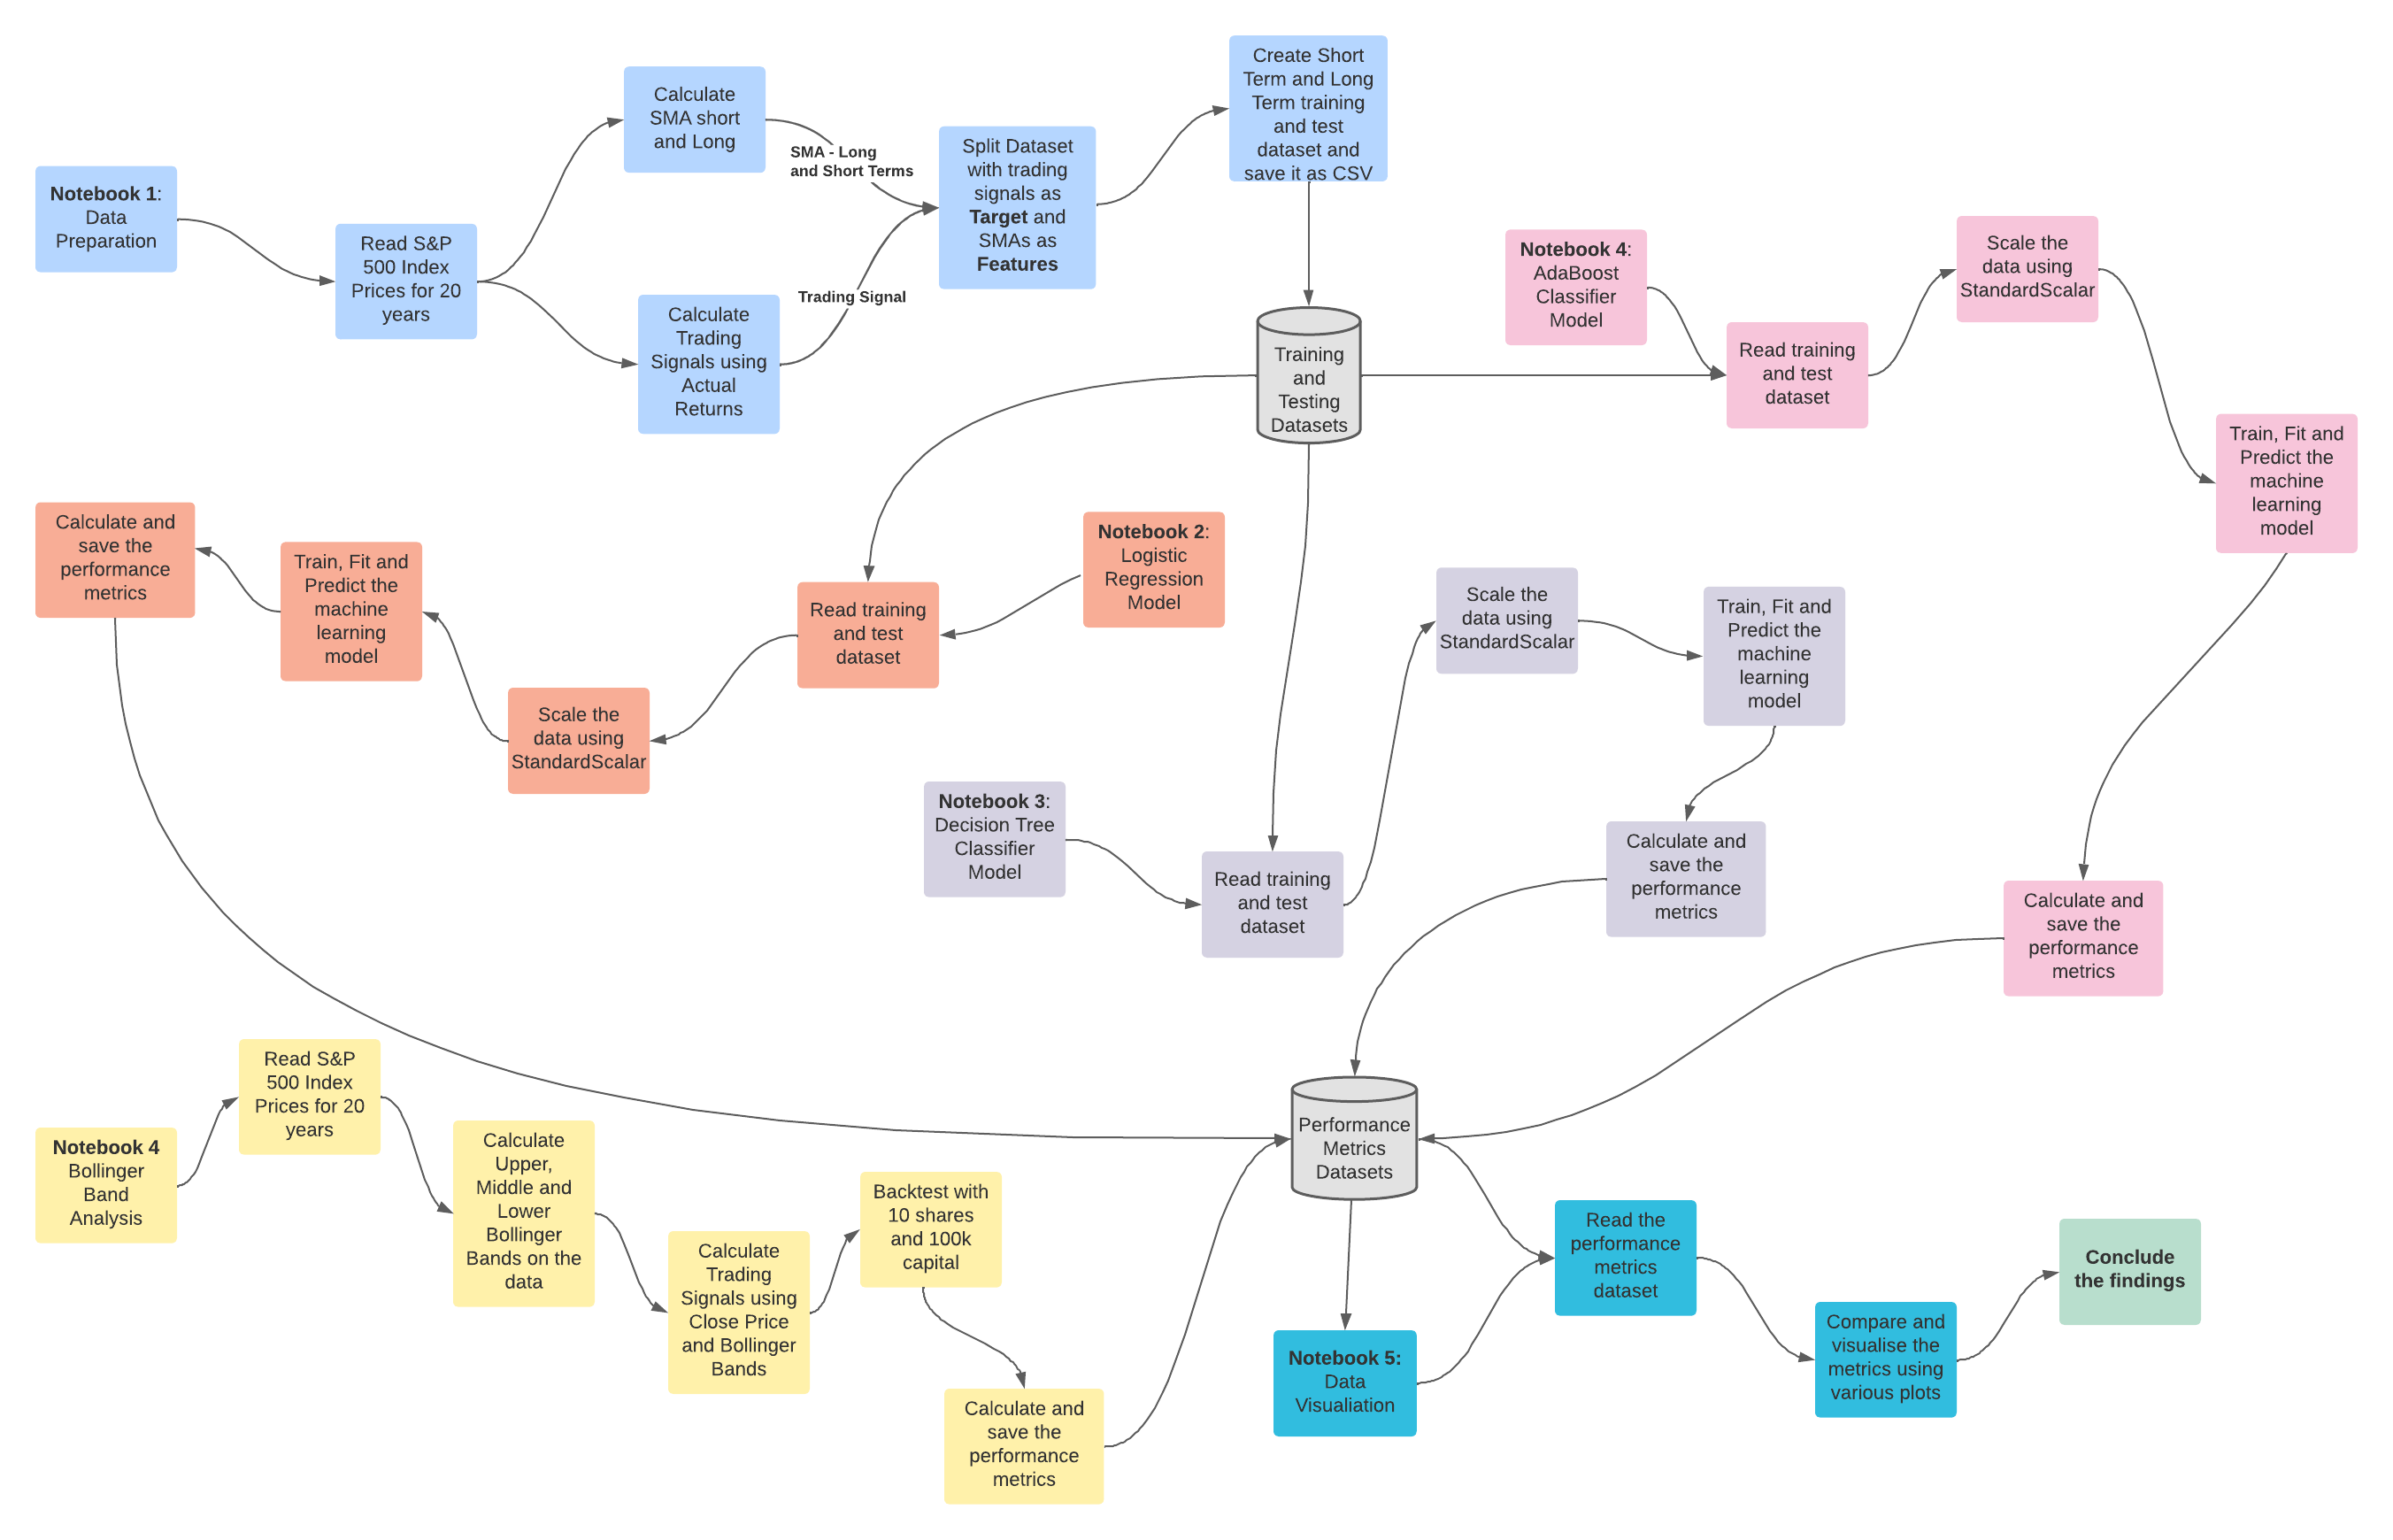 Notebook 1:
Data
Preparation
Read S&P
500 Index
Prices for 20
years
Calculate
SMA short
and Long
SMA - Long
and Short Terms
Calculate
Trading
Signals using
Actual
Returns
Trading Signal
Split Dataset
with trading
signals as
Target and
SMAs as
Features
Create Short
Term and Long
Term training
and test
dataset and
save it as CSV
Training
and
Testing
Datasets
Notebook 4:
AdaBoost
Classifier
Model
Read training
and test
dataset
Scale the
data using
StandardScalar
Train, Fit and
Predict the
machine
learning
model
Calculate and
save the
performance
metrics
Notebook 2:
Logistic
Regression
Model
Read training
and test
dataset
Scale the
data using
StandardScalar
Train, Fit and
Predict the
machine
learning
model
Calculate and
save the
performance
metrics
Notebook 3:
Decision Tree
Classifier
Model
Read training
and test
dataset
Scale the
data using
StandardScalar
Train, Fit and
Predict the
machine
learning
model
Calculate and
save the
performance
metrics
Notebook 4
Bollinger
Band
Analysis
Read S&P
500 Index
Prices for 20
years
Calculate
Upper,
Middle and
Lower
Bollinger
Bands on the
data
Calculate
Trading
Signals using
Close Price
and Bollinger
Bands
Backtest with
10 shares
and 100k
capital
Calculate and
save the
performance
metrics
Performance
Metrics
Datasets
Notebook 5:
Data
Visualiation
Read the
performance
metrics
dataset
Compare and
visualise the
metrics using
various plots
Conclude
the findings